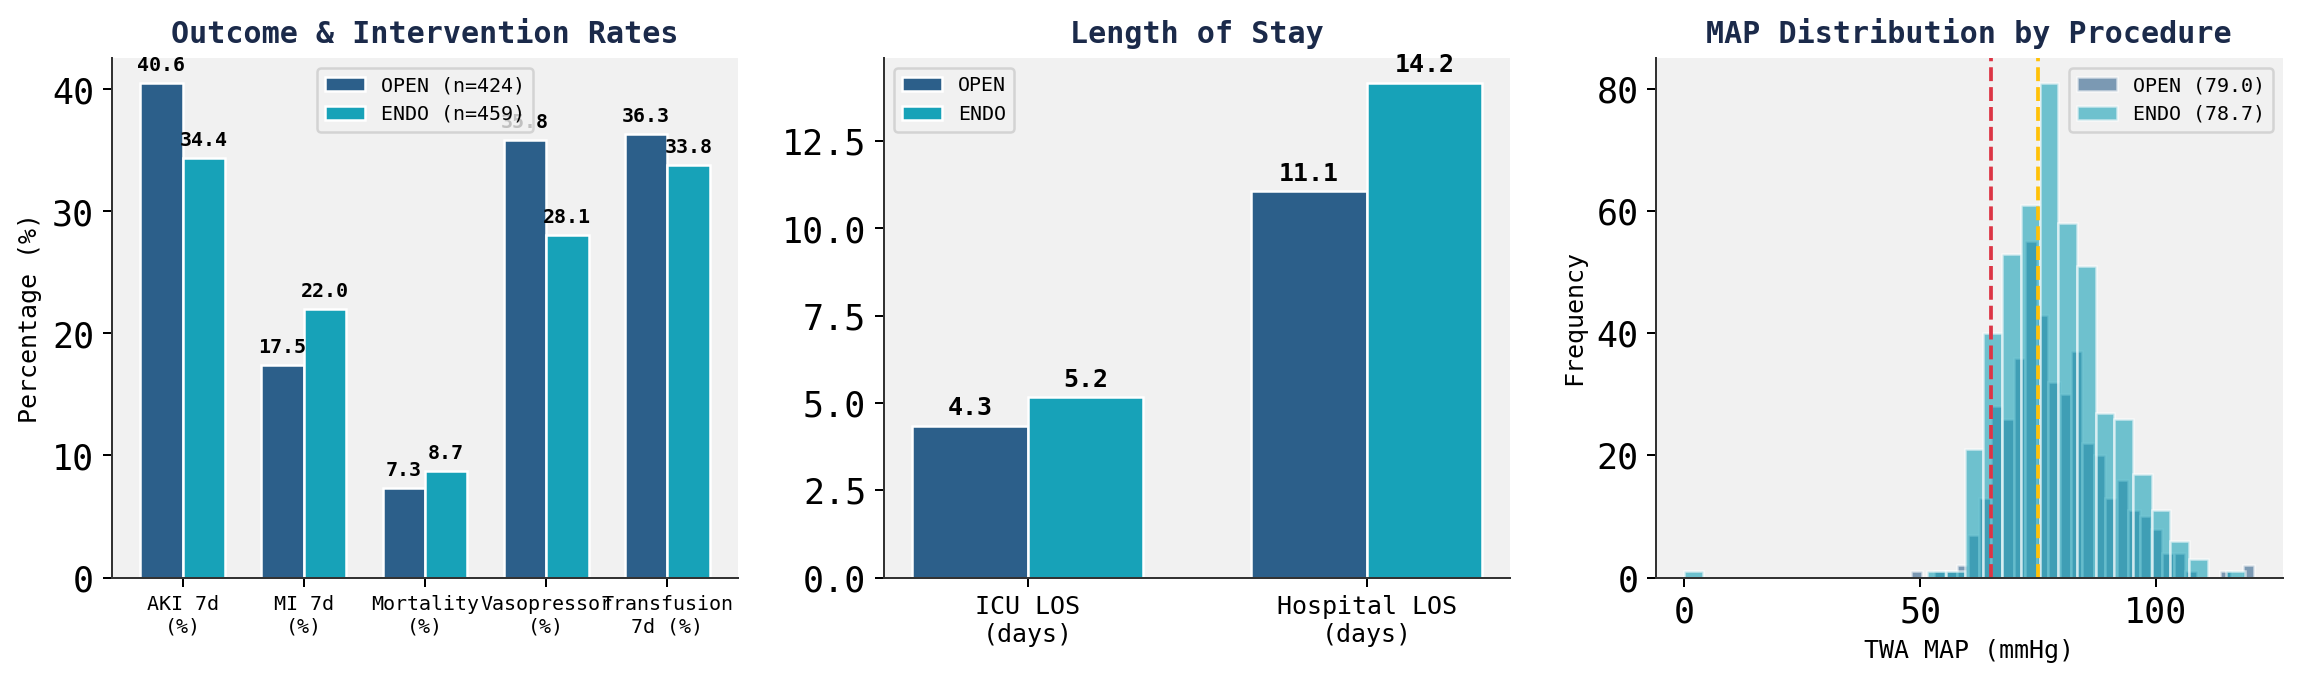 Outcome & Intervention Rates
Percentage (%)
40
30
20
10
0
OPEN (n=424)
ENDO (n=459)
40.6
34.4
17.5
22.0
7.3
8.7
35.8
28.1
36.3
33.8
AKI 7d
(%)
MI 7d
(%)
Mortality
(%)
Vasopressor
(%)
Transfusion
7d (%)
Length of Stay
12.5
10.0
7.5
5.0
2.5
0.0
OPEN
ENDO
4.3
5.2
11.1
14.2
ICU LOS
(days)
Hospital LOS
(days)
MAP Distribution by Procedure
Frequency
80
60
40
20
0
OPEN (79.0)
ENDO (78.7)
0
50
100
TWA MAP (mmHg)